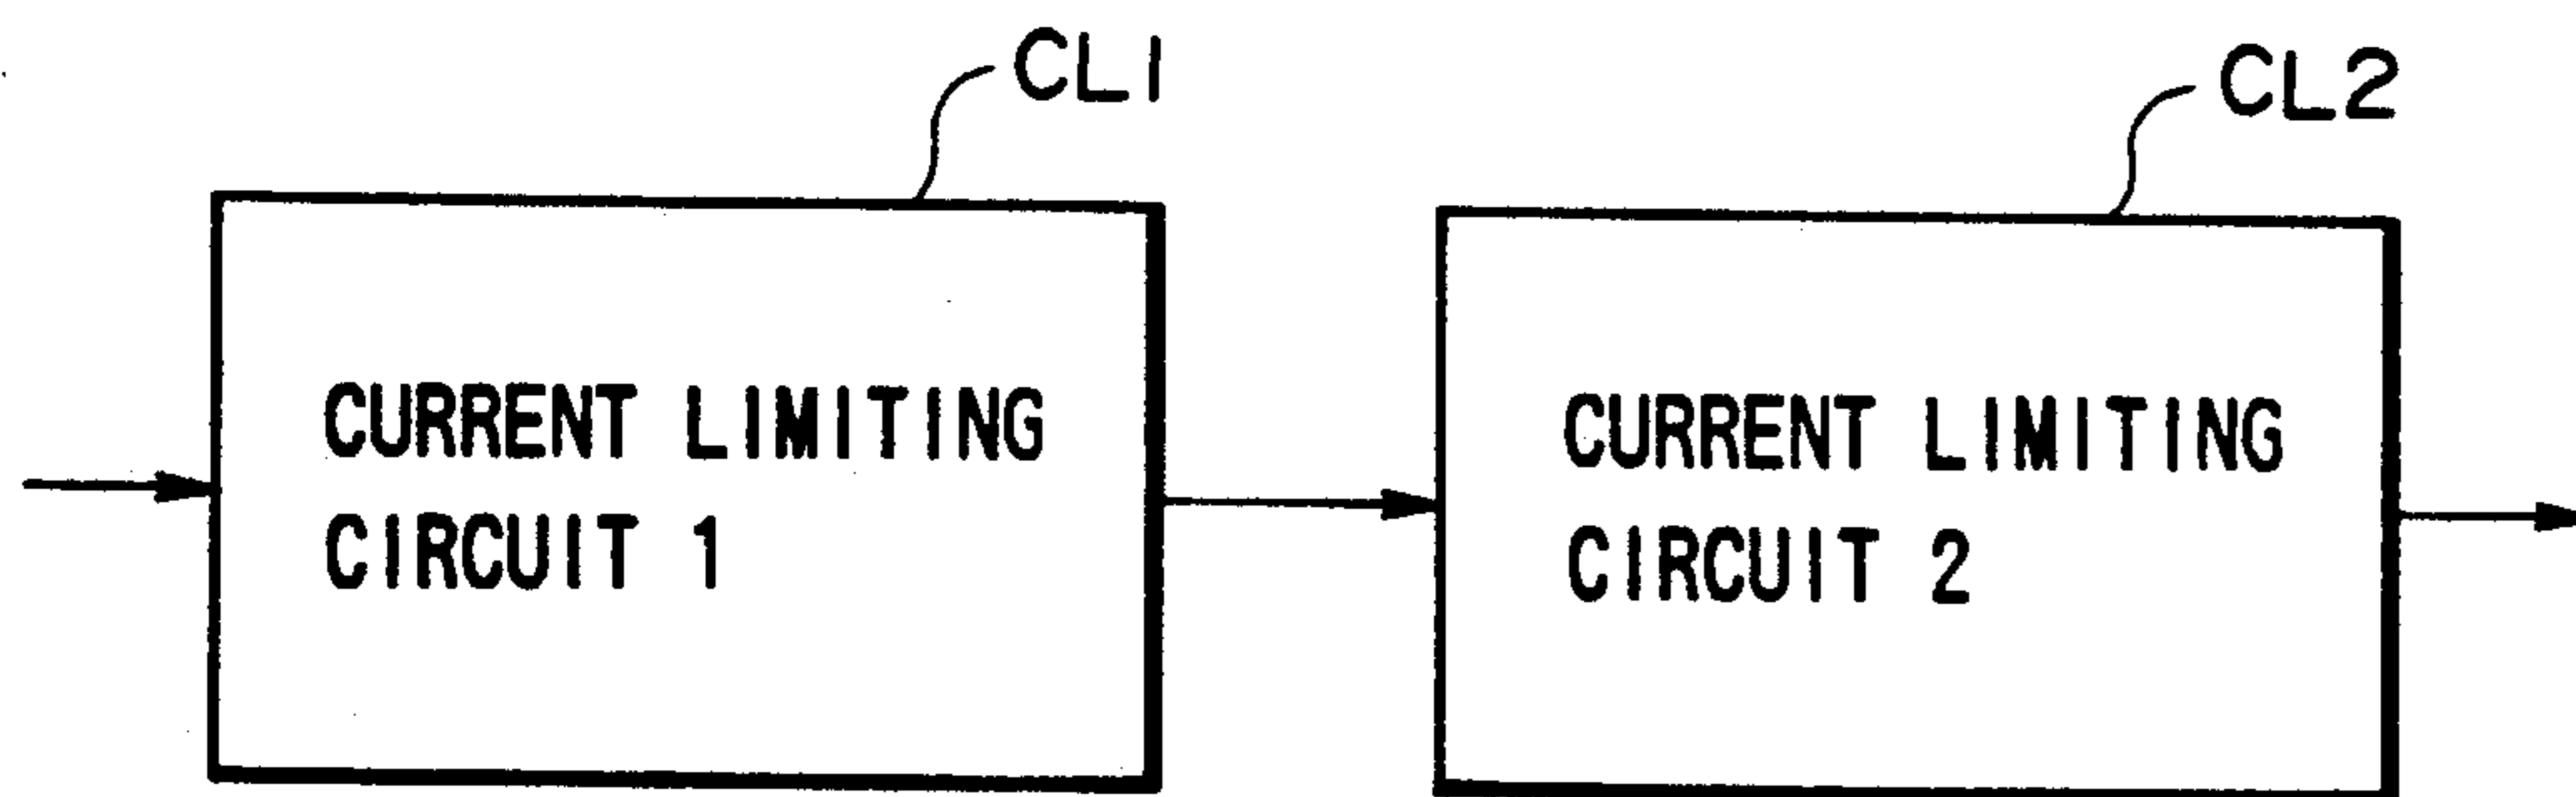 CL1
CL2
CURRENT LIMITING
CIRCUIT 1
CURRENT LIMITING
CIRCUIT 2